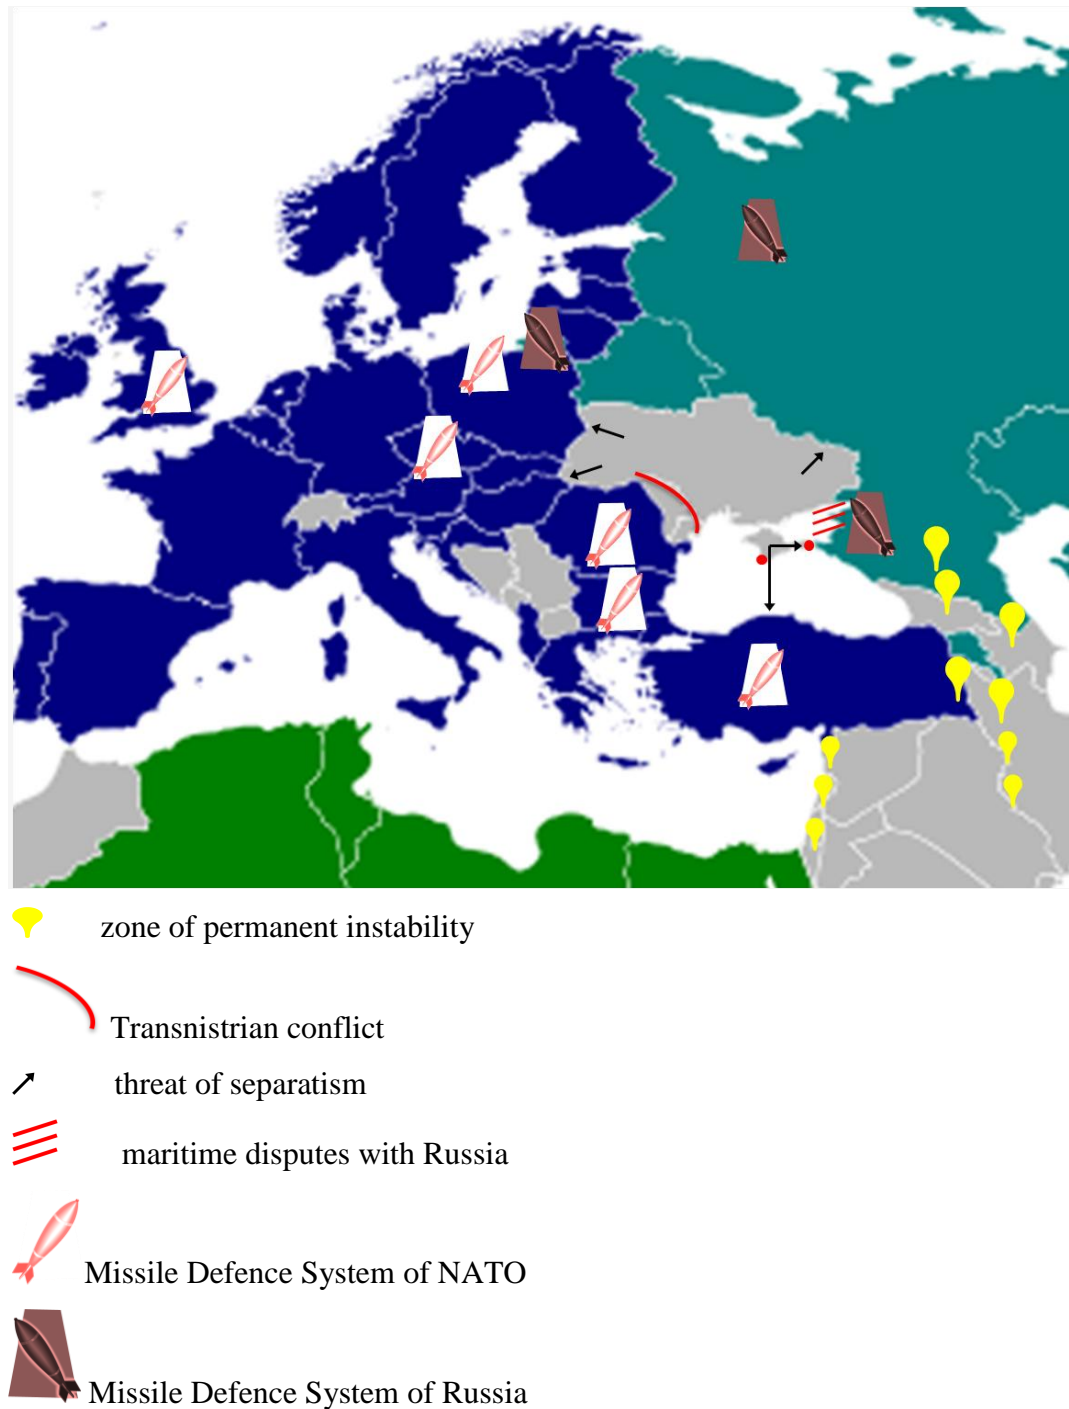 zone of permanent instability
Transnistrian conflict
threat of separatism
maritime disputes with Russia
Missile Defence System of NATO
Missile Defence System of Russia